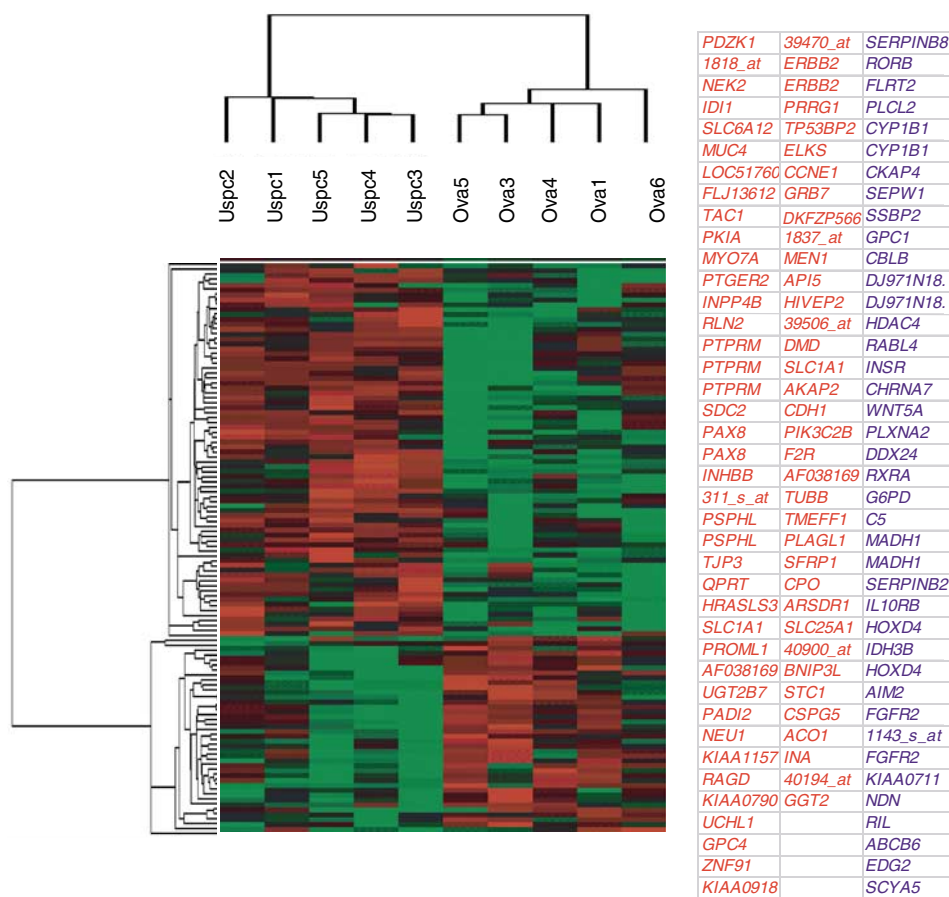 Uspc2 Uspc1 Uspc5 Uspc4 Uspc3 Ova5 Ova3 Ova4 Ova1 Ova6
PDZK1 39470_at SERPINB8
1818_at ERBB2 RORB
NEK2 ERBB2 FLRT2
IDI1 PRRG1 PLCL2
SLC6A12 TP53BP2 CYP1B1
MUC4 ELKS CYP1B1
LOC51760 CCNE1 CKAP4
FLJ13612 GRB7 SEPW1
TAC1 DKFZP566 SSBP2
PKIA 1837_at GPC1
MYO7A MEN1 CBLB
PTGER2 API5 DJ971N18.
INPP4B HIVEP2 DJ971N18.
RLN2 39506_at HDAC4
PTPRM DMD RABL4
PTPRM SLC1A1 INSR
PTPRM AKAP2 CHRNA7
SDC2 CDH1 WNT5A
PAX8 PIK3C2B PLXNA2
PAX8 F2R DDX24
INHBB AF038169 RXRA
311_s_at TUBB G6PD
PSPHL TMEFF1 C5
PSPHL PLAGL1 MADH1
TJP3 SFRP1 MADH1
QPRT CPO SERPINB2
HRASLS3 ARSDR1 IL10RB
SLC1A1 SLC25A1 HOXD4
PROML1 40900_at IDH3B
AF038169 BNIP3L HOXD4
UGT2B7 STC1 AIM2
PADI2 CSPG5 FGFR2
NEU1 ACO1 1143_s_at
KIAA1157 INA FGFR2
RAGD 40194_at KIAA0711
KIAA0790 GGT2 NDN
UCHL1 RIL
GPC4 ABCB6
ZNF91 EDG2
KIAA0918 SCYA5